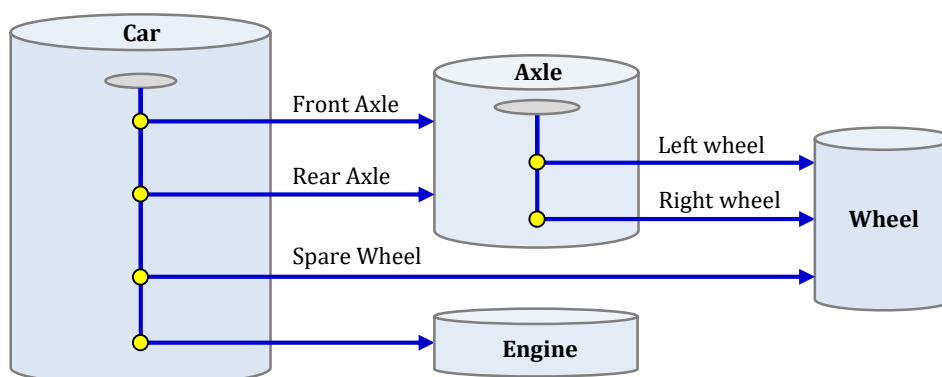 Car
Axle
Front Axle
Left wheel
Rear Axle
Right wheel
Wheel
Spare Wheel
Engine